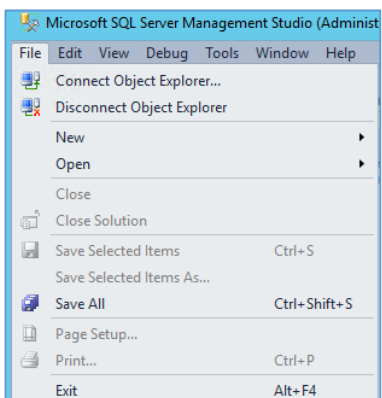 Microsoft SQL Server Management Studio (Administ
File Edit View Debug Tools Window Help
Connect Object Explorer...
Disconnect Object Explorer
New
Open
Close
Close Solution
Save Selected Items Ctrl+S
Save Selected Items As...
Save All Ctrl+Shift+S
Page Setup...
Print... Ctrl+P
Exit Alt+F4